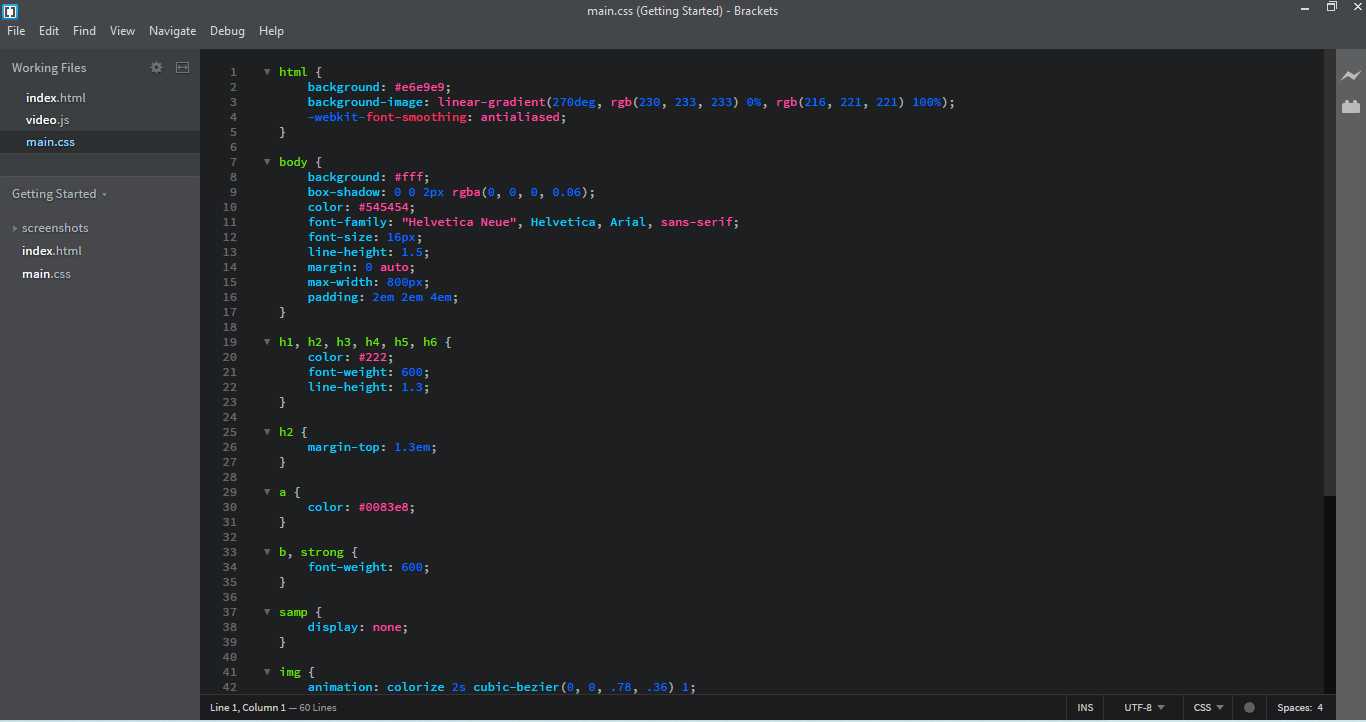 main.css (Getting Started) - Brackets
File Edit Find View Navigate Debug Help
Working Files
index.html
video.js
main.css
Getting Started
screenshots
index.html
main.css
1 html {
2 background: #e6e9e9;
3 background-image: linear-gradient(270deg, rgb(230, 233, 233) 0%, rgb(216, 221, 221) 100%);
4 -webkit-font-smoothing: antialiased;
5 }
6
7 body {
8 background: #fff;
9 box-shadow: 0 0 2px rgba(0, 0, 0, 0.06);
10 color: #545454;
11 font-family: "Helvetica Neue", Helvetica, Arial, sans-serif;
12 font-size: 16px;
13 line-height: 1.5;
14 margin: 0 auto;
15 max-width: 800px;
16 padding: 2em 2em 4em;
17 }
18
19 h1, h2, h3, h4, h5, h6 {
20 color: #222;
21 font-weight: 600;
22 line-height: 1.3;
23 }
24
25 h2 {
26 margin-top: 1.3em;
27 }
28
29 a {
30 color: #0083e8;
31 }
32
33 b, strong {
34 font-weight: 600;
35 }
36
37 samp {
38 display: none;
39 }
40
41 img {
42 animation: colorize 2s cubic-bezier(0, 0, .78, .36) 1;
Line 1, Column 1 — 60 Lines
INS UTF-8 CSS Spaces: 4